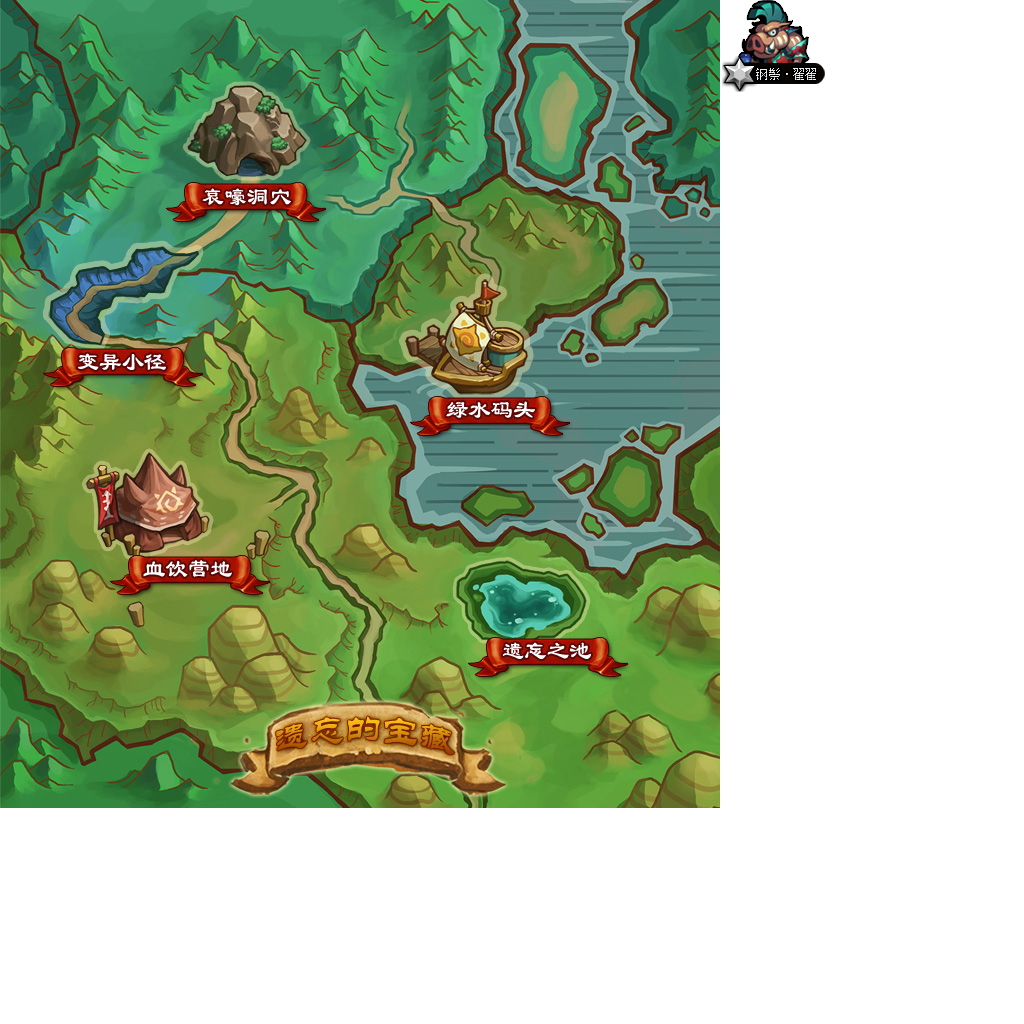 钢鬃·翟翟
哀嚎洞穴
变异小径
绿水码头
血饮营地
遗忘之池
遗忘的宝藏